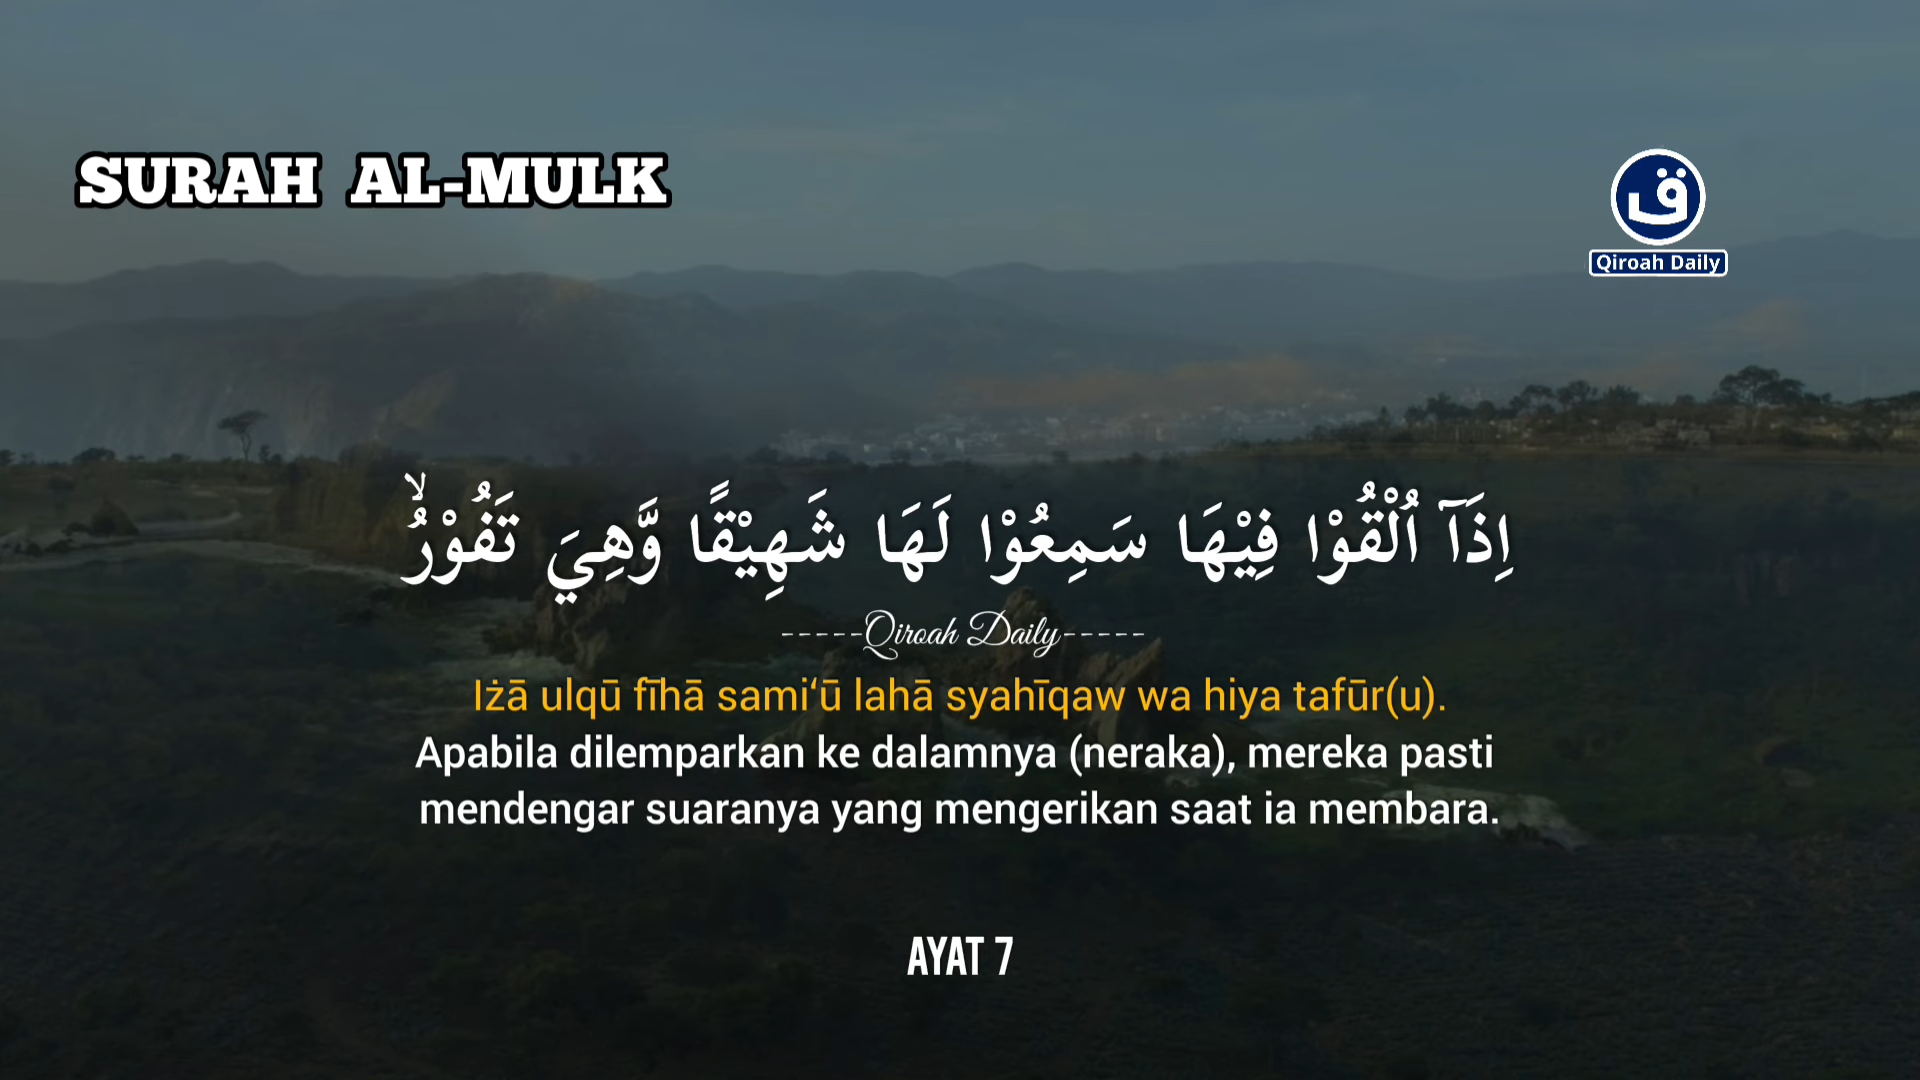 SURAH AL-MULK
ق
Qiroah Daily
اِذَآ اُلْقُوْا فِيْهَا سَمِعُوْا لَهَا شَهِيْقًا وَّهِيَ تَفُوْرُۙ
-----Qiroah Daily-----
Iżā ulqū fīhā sami‘ū lahā syahīqaw wa hiya tafūr(u).
Apabila dilemparkan ke dalamnya (neraka), mereka pasti
mendengar suaranya yang mengerikan saat ia membara.
AYAT 7